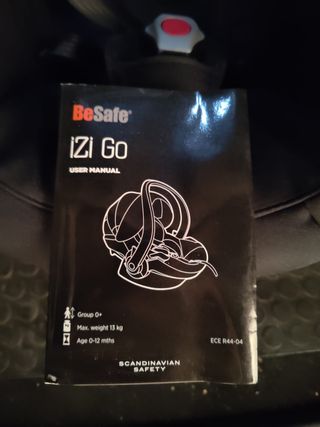 BeSafe®
iZi Go
USER MANUAL
Group 0+
Max. weight 13 kg
Age 0-12 mths
ECE R44-04
SCANDINAVIAN
SAFETY